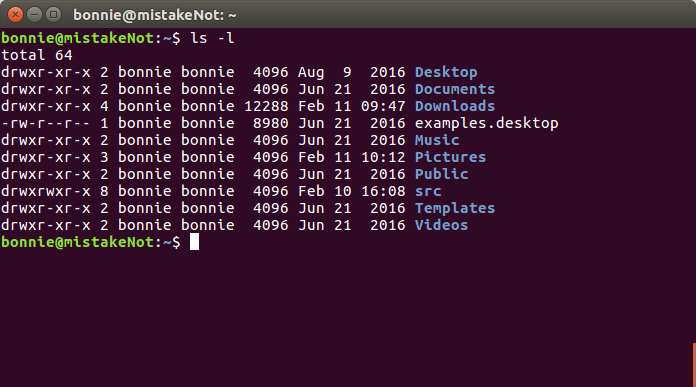 bonnie@mistakeNot: ~
bonnie@mistakeNot:~$ ls -l
total 64
drwxr-xr-x 2 bonnie bonnie  4096 Aug  9  2016 Desktop
drwxr-xr-x 2 bonnie bonnie  4096 Jun 21  2016 Documents
drwxr-xr-x 4 bonnie bonnie 12288 Feb 11 09:47 Downloads
-rw-r--r-- 1 bonnie bonnie  8980 Jun 21  2016 examples.desktop
drwxr-xr-x 2 bonnie bonnie  4096 Jun 21  2016 Music
drwxr-xr-x 3 bonnie bonnie  4096 Feb 11 10:12 Pictures
drwxr-xr-x 2 bonnie bonnie  4096 Jun 21  2016 Public
drwxrwxr-x 8 bonnie bonnie  4096 Feb 10 16:08 src
drwxr-xr-x 2 bonnie bonnie  4096 Jun 21  2016 Templates
drwxr-xr-x 2 bonnie bonnie  4096 Jun 21  2016 Videos
bonnie@mistakeNot:~$